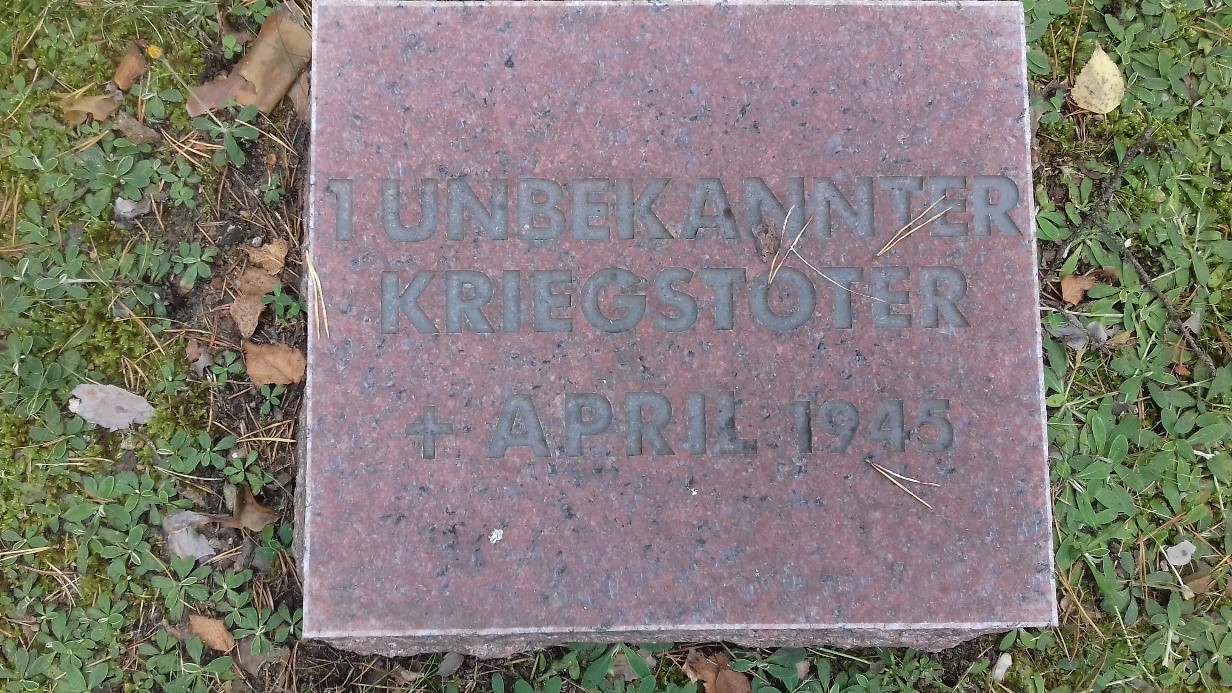 1 UNBEKANNTER
KRIEGSTOTER
+ APRIL 1945